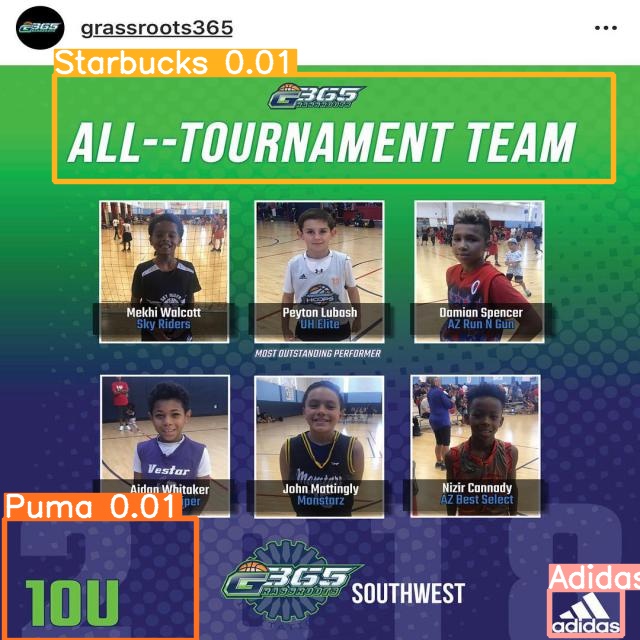 grassroots365
Starbucks 0.01
G365
GRASSROOTS
ALL--TOURNAMENT TEAM
Mekhi Walcott
Sky Riders
Peyton Lubash
UH Elite
MOST OUTSTANDING PERFORMER
Damian Spencer
AZ Run N Gun
Vestar
Aidan Whitaker
John Mattingly
Monstarz
Nizir Cannady
AZ Best Select
Puma 0.01
10U
2018
G365
GRASSROOTS
SOUTHWEST
Adidas
adidas